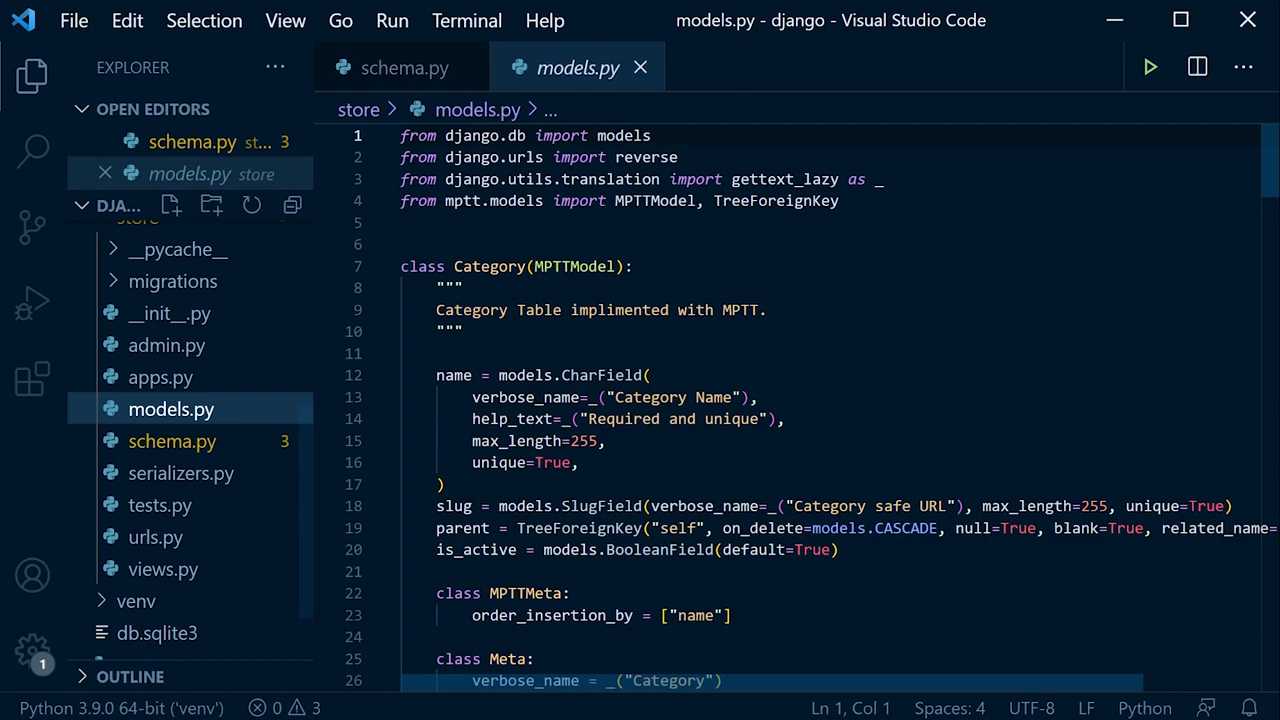 File Edit Selection View Go Run Terminal Help models.py - django - Visual Studio Code
EXPLORER
OPEN EDITORS
schema.py st... 3
models.py store
DJA...
store
__pycache__
migrations
__init__.py
admin.py
apps.py
models.py
schema.py 3
serializers.py
tests.py
urls.py
views.py
venv
db.sqlite3
OUTLINE
1
schema.py models.py
store > models.py > ...
1 from django.db import models
2 from django.urls import reverse
3 from django.utils.translation import gettext_lazy as _
4 from mptt.models import MPTTModel, TreeForeignKey
5
6
7 class Category(MPTTModel):
8 """
9 Category Table implimented with MPTT.
10 """
11
12 name = models.CharField(
13 verbose_name=_("Category Name"),
14 help_text=_("Required and unique"),
15 max_length=255,
16 unique=True,
17 )
18 slug = models.SlugField(verbose_name=_("Category safe URL"), max_length=255, unique=True)
19 parent = TreeForeignKey("self", on_delete=models.CASCADE, null=True, blank=True, related_name=
20 is_active = models.BooleanField(default=True)
21
22 class MPTTMeta:
23 order_insertion_by = ["name"]
24
25 class Meta:
26 verbose_name = _("Category")
Python 3.9.0 64-bit ('venv') 0 3 Ln 1, Col 1 Spaces: 4 UTF-8 LF Python